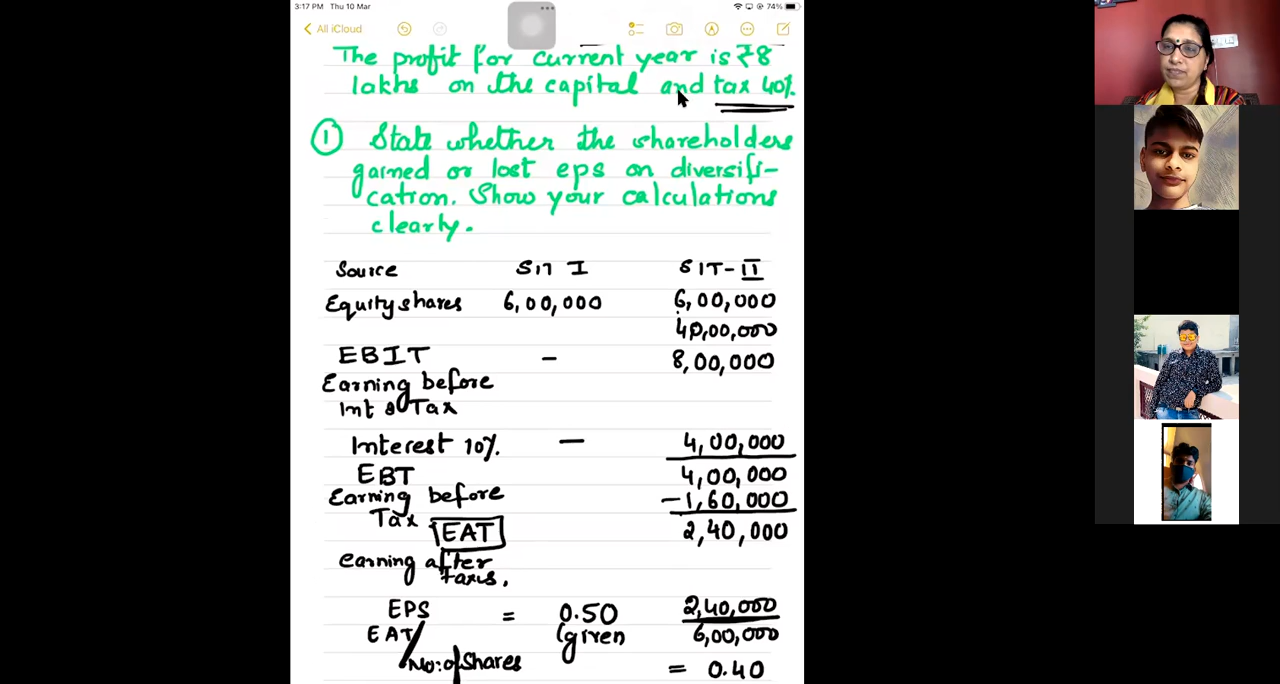 3:17 PM Thu 10 Mar
74%
All iCloud
The profit for current year is ₹8
lakhs on the capital and tax 40%.
① State whether the shareholders
gained or lost eps on diversifi-
cation. Show your calculations
clearly.
Source SIT I SIT-II
Equity shares 6,00,000 6,00,000
40,00,000
EBIT - 8,00,000
Earning before
Int & Tax
Interest 10%. - 4,00,000
EBT 4,00,000
Earning before -1,60,000
Tax EAT 2,40,000
earning after
taxes.
EPS = 0.50 2,40,000
EAT/ (given 6,00,000
No: of Shares = 0.40